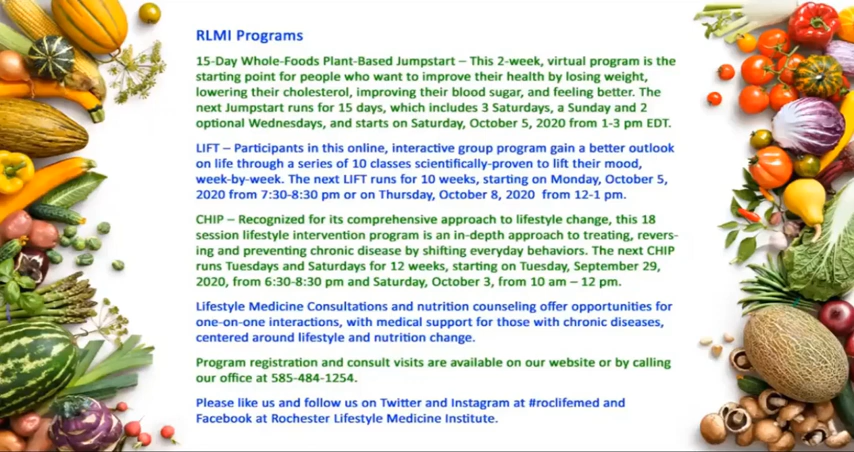 RLMI Programs
15-Day Whole-Foods Plant-Based Jumpstart – This 2-week, virtual program is the
starting point for people who want to improve their health by losing weight,
lowering their cholesterol, improving their blood sugar, and feeling better. The
next Jumpstart runs for 15 days, which includes 3 Saturdays, a Sunday and 2
optional Wednesdays, and starts on Saturday, October 5, 2020 from 1-3 pm EDT.
LIFT – Participants in this online, interactive group program gain a better outlook
on life through a series of 10 classes scientifically-proven to lift their mood,
week-by-week. The next LIFT runs for 10 weeks, starting on Monday, October 5,
2020 from 7:30-8:30 pm or on Thursday, October 8, 2020 from 12-1 pm.
CHIP – Recognized for its comprehensive approach to lifestyle change, this 18
session lifestyle intervention program is an in-depth approach to treating, revers-
ing and preventing chronic disease by shifting everyday behaviors. The next CHIP
runs Tuesdays and Saturdays for 12 weeks, starting on Tuesday, September 29,
2020, from 6:30-8:30 pm and Saturday, October 3, from 10 am – 12 pm.
Lifestyle Medicine Consultations and nutrition counseling offer opportunities for
one-on-one interactions, with medical support for those with chronic diseases,
centered around lifestyle and nutrition change.
Program registration and consult visits are available on our website or by calling
our office at 585-484-1254.
Please like us and follow us on Twitter and Instagram at #roclifemed and
Facebook at Rochester Lifestyle Medicine Institute.